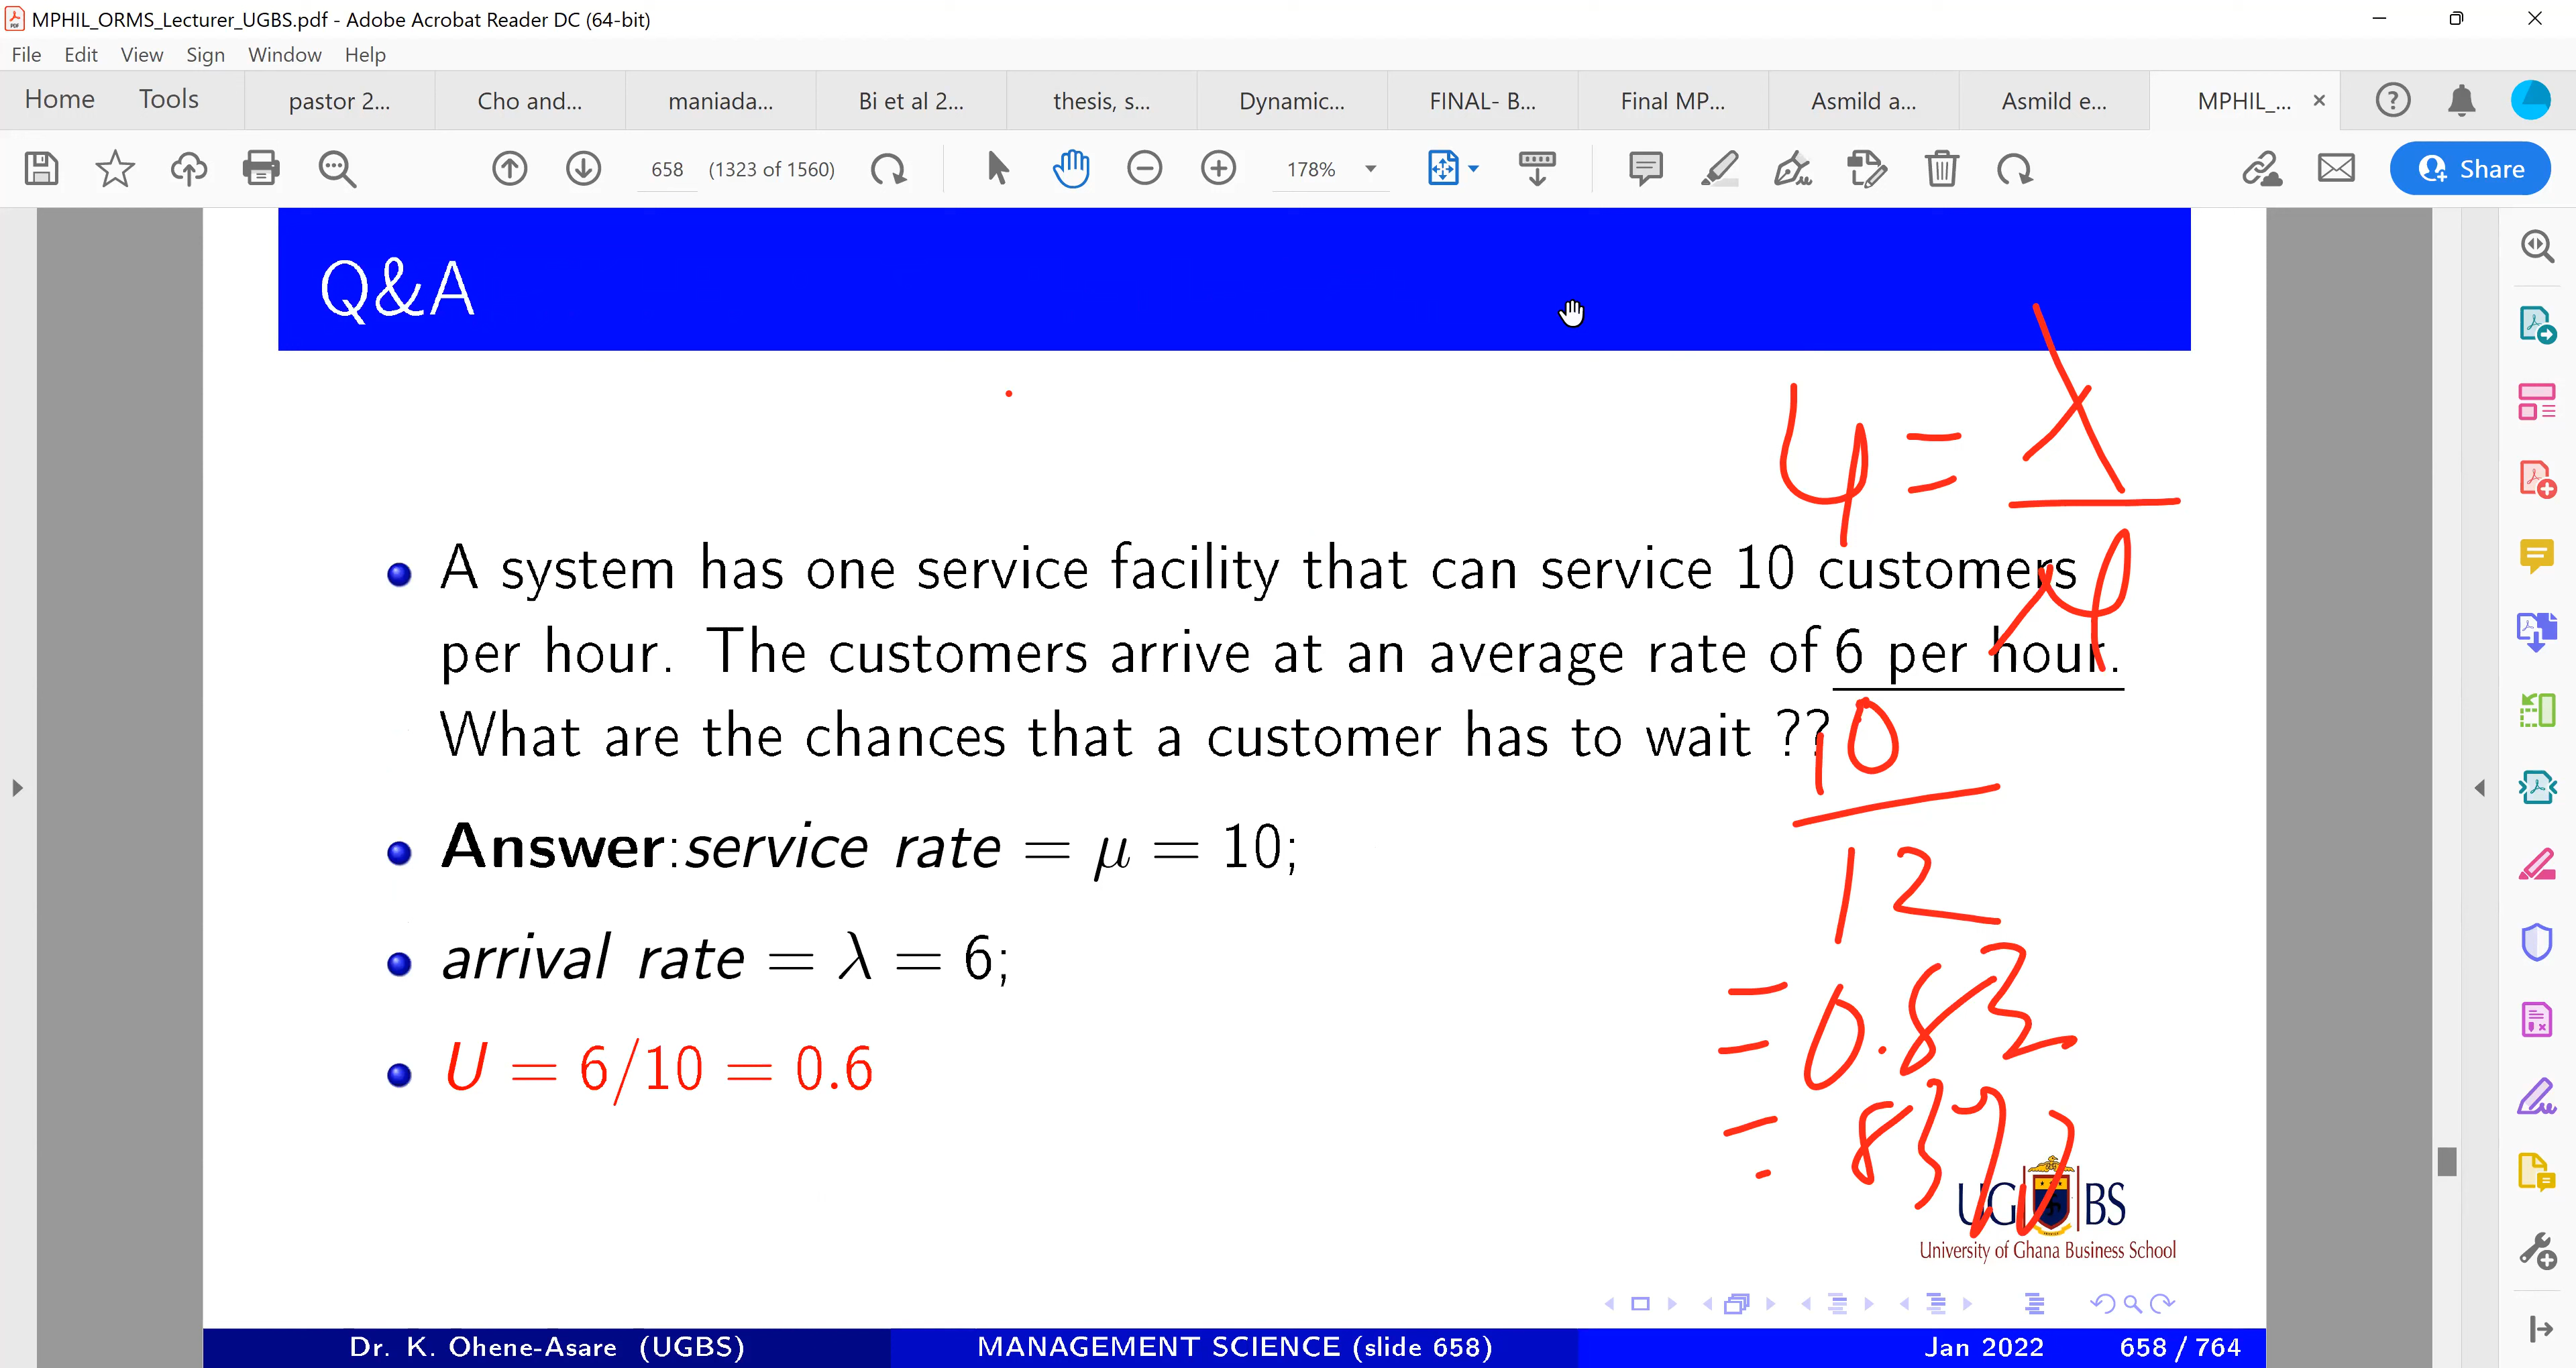 MPHIL_ORMS_Lecturer_UGBS.pdf - Adobe Acrobat Reader DC (64-bit)
File Edit View Sign Window Help
Home Tools pastor 2... Cho and... maniada... Bi et al 2... thesis, s... Dynamic... FINAL- B... Final MP... Asmild a... Asmild e... MPHIL_...
658 (1323 of 1560) 178% Share
Q&A
4 = λ
μ
A system has one service facility that can service 10 customers
per hour. The customers arrive at an average rate of 6 per hour.
What are the chances that a customer has to wait ??
10
12
Answer:service rate = μ = 10;
arrival rate = λ = 6;
= 0.83
U = 6/10 = 0.6
= 83%
UGBS
University of Ghana Business School
Dr. K. Ohene-Asare (UGBS) MANAGEMENT SCIENCE (slide 658) Jan 2022 658 / 764